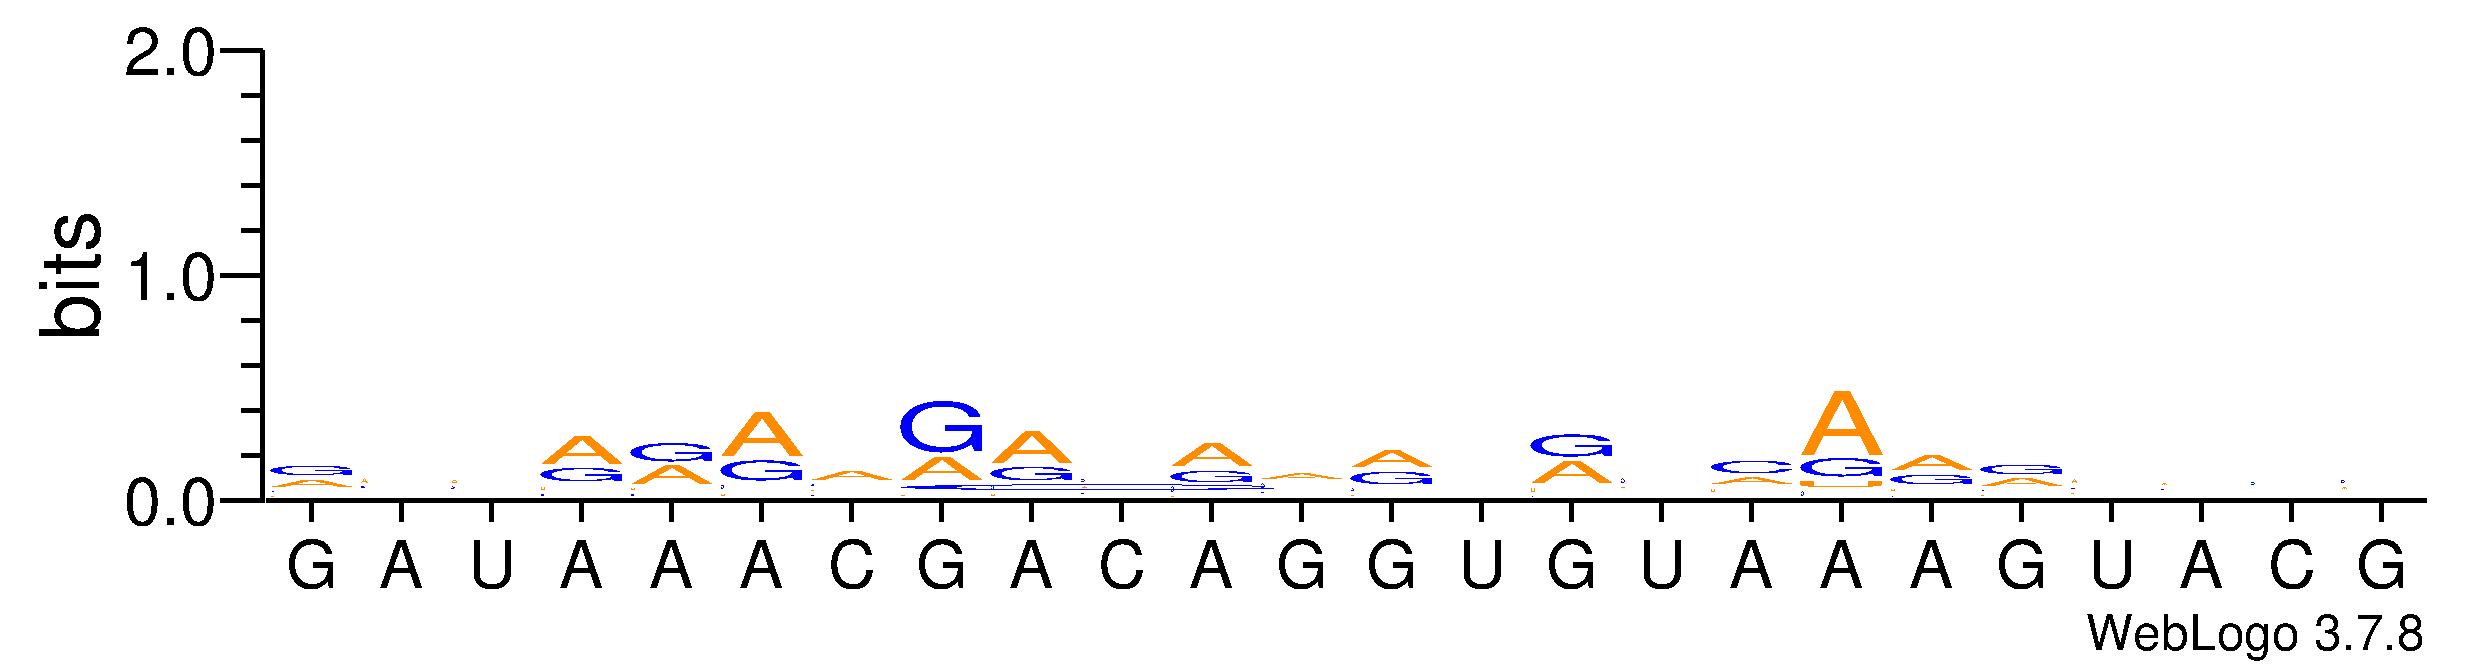 2.0
bits
1.0
0.0
G A U A A A C G A C A G G U G U A A A G U A C G
WebLogo 3.7.8